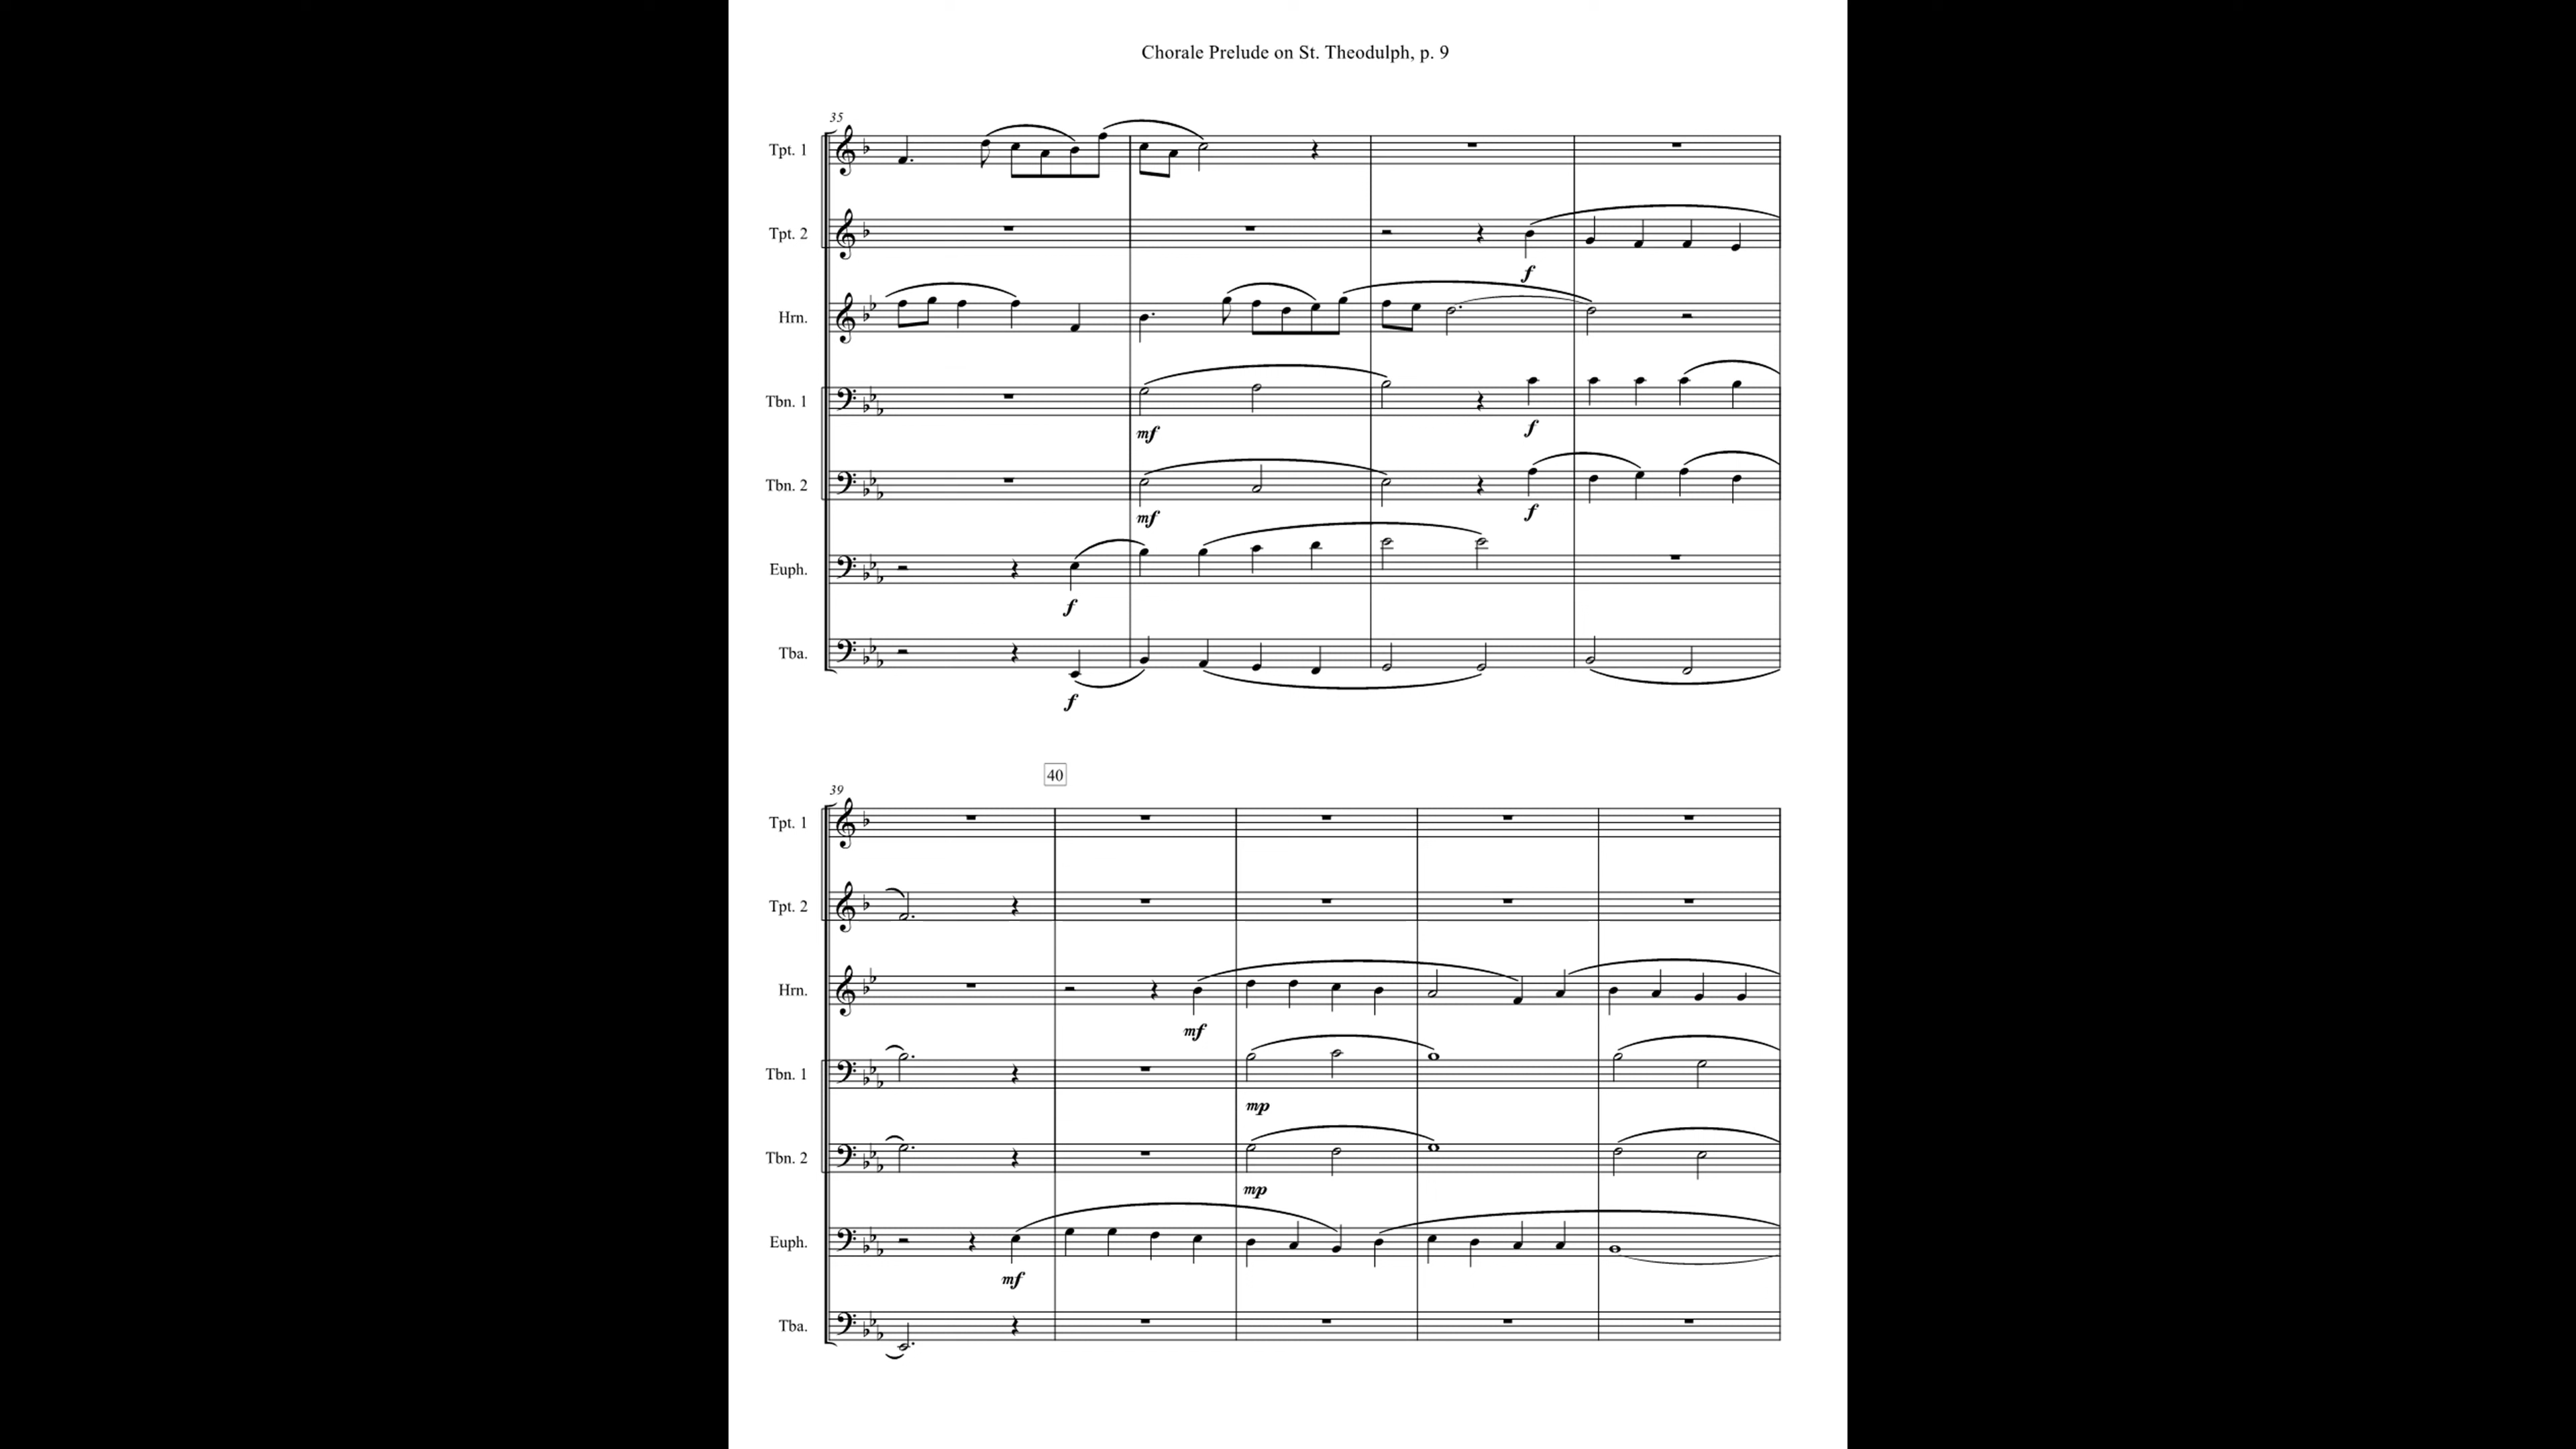 Chorale Prelude on St. Theodulph, p. 9
35
Tpt. 1
Tpt. 2
f
Hrn.
Tbn. 1
mf
f
Tbn. 2
mf
f
Euph.
f
Tba.
f
40
39
Tpt. 1
Tpt. 2
Hrn.
mf
Tbn. 1
mp
Tbn. 2
mp
Euph.
mf
Tba.